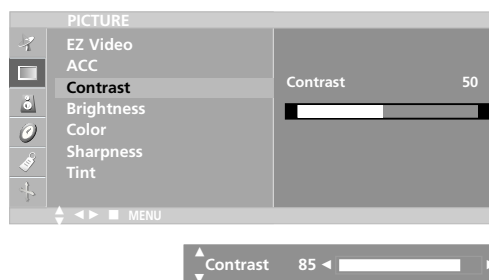 PICTURE
EZ Video
ACC
Contrast
Brightness
Color
Sharpness
Tint
Contrast 50
MENU
Contrast 85